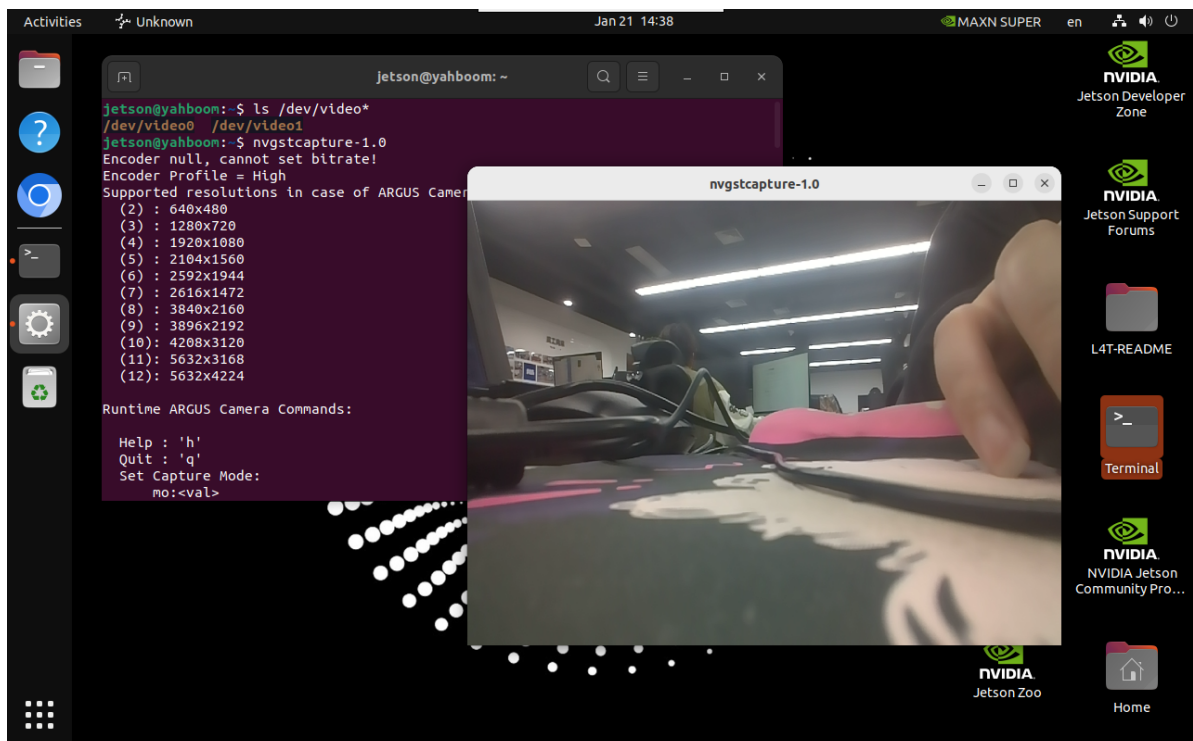 Activities
Unknown
Jan 21 14:38
MAXN SUPER
en
jetson@yahboom: ~
jetson@yahboom:~$ ls /dev/video*
/dev/video0 /dev/video1
jetson@yahboom:~$ nvgstcapture-1.0
Encoder null, cannot set bitrate!
Encoder Profile = High
Supported resolutions in case of ARGUS Camer
(2) : 640x480
(3) : 1280x720
(4) : 1920x1080
(5) : 2104x1560
(6) : 2592x1944
(7) : 2616x1472
(8) : 3840x2160
(9) : 3896x2192
(10): 4208x3120
(11): 5632x3168
(12): 5632x4224
Runtime ARGUS Camera Commands:
Help : 'h'
Quit : 'q'
Set Capture Mode:
mo:<val>
nvgstcapture-1.0
NVIDIA.
Jetson Developer
Zone
NVIDIA.
Jetson Support
Forums
L4T-README
>_
Terminal
NVIDIA.
NVIDIA Jetson
Community Pro...
NVIDIA.
Jetson Zoo
Home